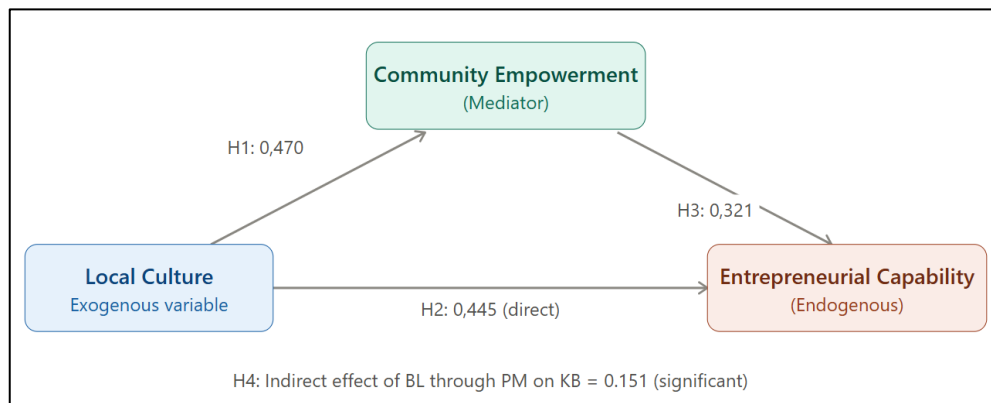 Community Empowerment
(Mediator)
H1: 0,470
H3: 0,321
Local Culture
Exogenous variable
Entrepreneurial Capability
(Endogenous)
H2: 0,445 (direct)
H4: Indirect effect of BL through PM on KB = 0.151 (significant)